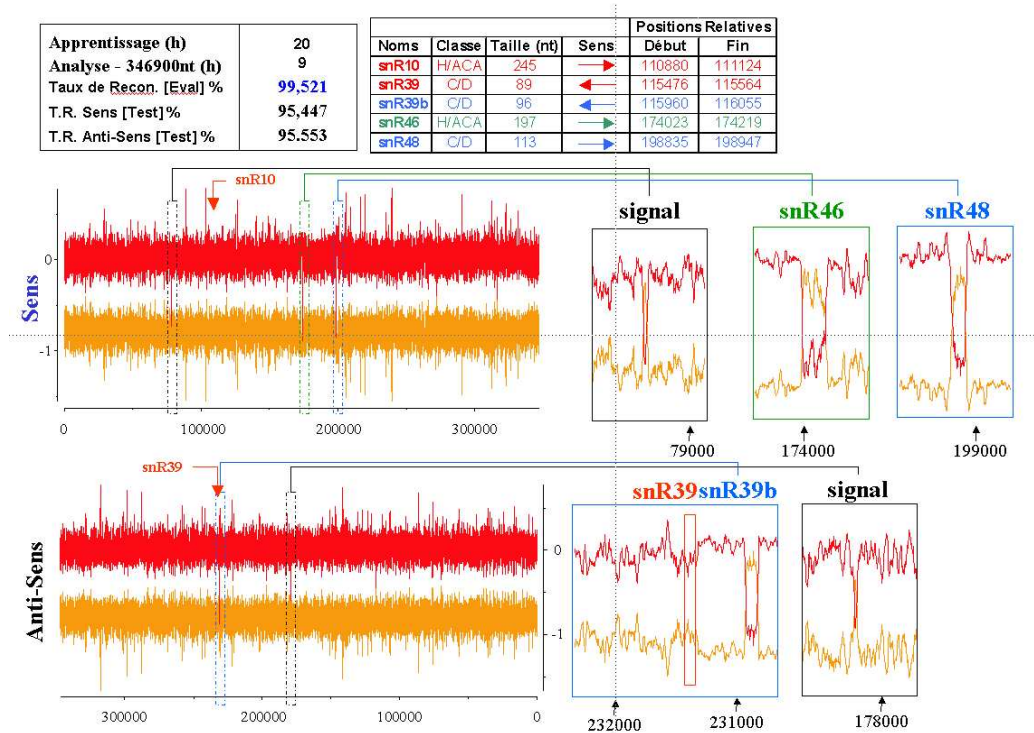 Apprentissage (h) 20
Analyse - 346900nt (h) 9
Taux de Recon. [Eval] % 99,521
T.R. Sens [Test] % 95,447
T.R. Anti-Sens [Test] % 95.553
Positions Relatives
Noms Classe Taille (nt) Sens Début Fin
snR10 H/ACA 245 110880 111124
snR39 C/D 89 115476 115564
snR39b C/D 96 115960 116055
snR46 H/ACA 197 174023 174219
snR48 C/D 113 198835 198947
snR10
signal snR46 snR48
Sens
0
-1
0 100000 200000 300000
79000 174000 199000
snR39
snR39 snR39b signal
Anti-Sens
0
-1
300000 200000 100000 0
232000 231000 178000